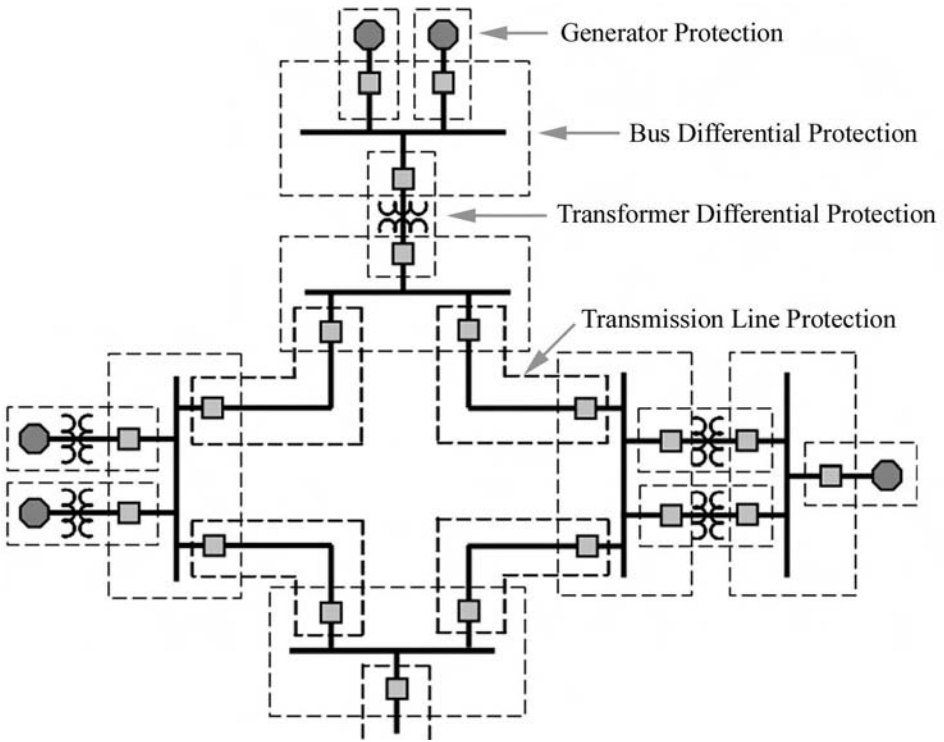 Generator Protection
Bus Differential Protection
Transformer Differential Protection
Transmission Line Protection